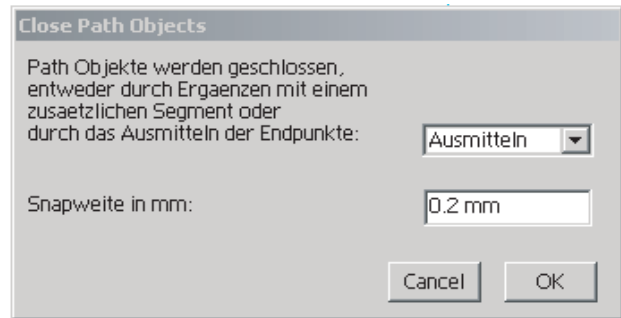 Close Path Objects
Path Objekte werden geschlossen,
entweder durch Ergaenzen mit einem
zusaetzlichen Segment oder
durch das Ausmitteln der Endpunkte:
Ausmitteln
Snapweite in mm:
0.2 mm
Cancel
OK